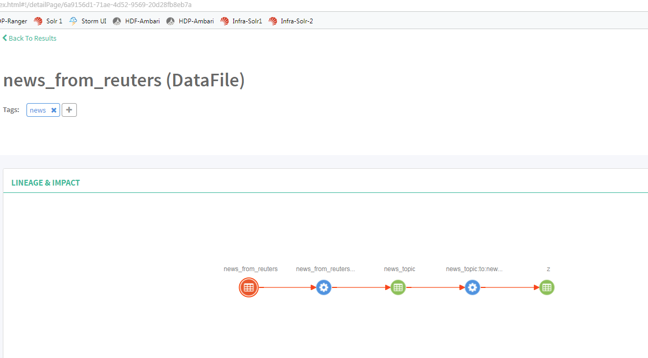 ex.html#!/detailPage/6a9156d1-71ae-4d52-9569-20d28fb8eb7a
DP-Ranger Solr 1 Storm UI HDF-Ambari HDP-Ambari Infra-Solr1 Infra-Solr-2
Back To Results
news_from_reuters (DataFile)
Tags: news
LINEAGE & IMPACT
news_from_reuters news_from_reuters... news_topic news_topic to:new... z